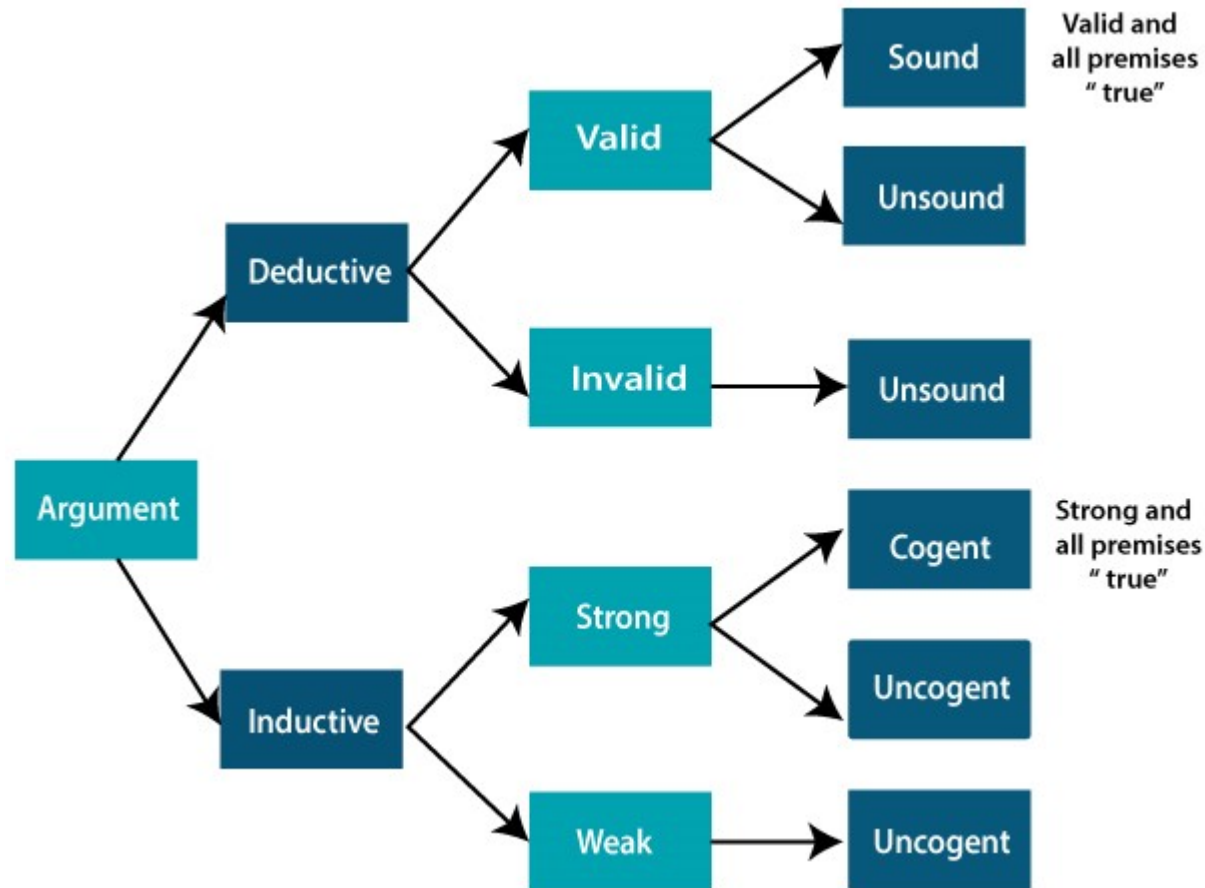 Sound
Valid and
all premises
“ true”
Valid
Unsound
Deductive
Invalid
Unsound
Argument
Cogent
Strong and
all premises
“ true”
Strong
Uncogent
Inductive
Weak
Uncogent